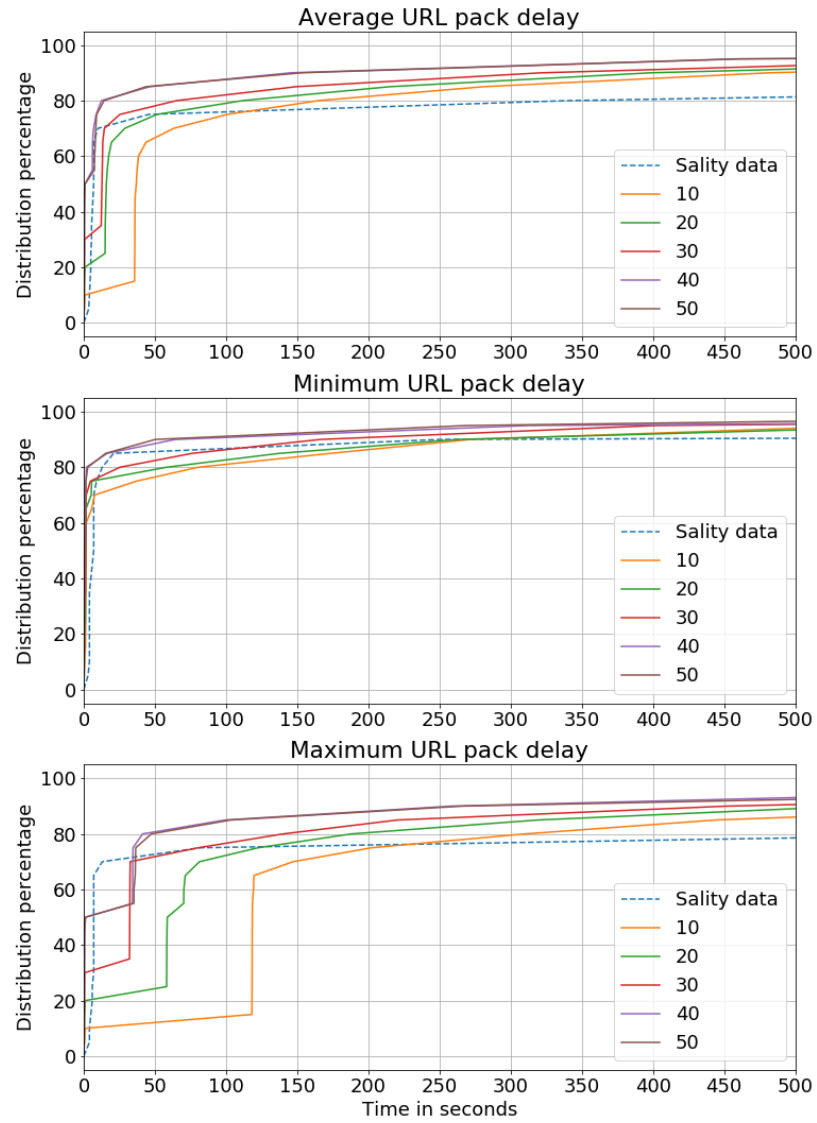 Average URL pack delay
100
80
60
40
20
0
Distribution percentage
Sality data
10
20
30
40
50
0 50 100 150 200 250 300 350 400 450 500
Minimum URL pack delay
100
80
60
40
20
0
Distribution percentage
Sality data
10
20
30
40
50
0 50 100 150 200 250 300 350 400 450 500
Maximum URL pack delay
100
80
60
40
20
0
Distribution percentage
Sality data
10
20
30
40
50
0 50 100 150 200 250 300 350 400 450 500
Time in seconds